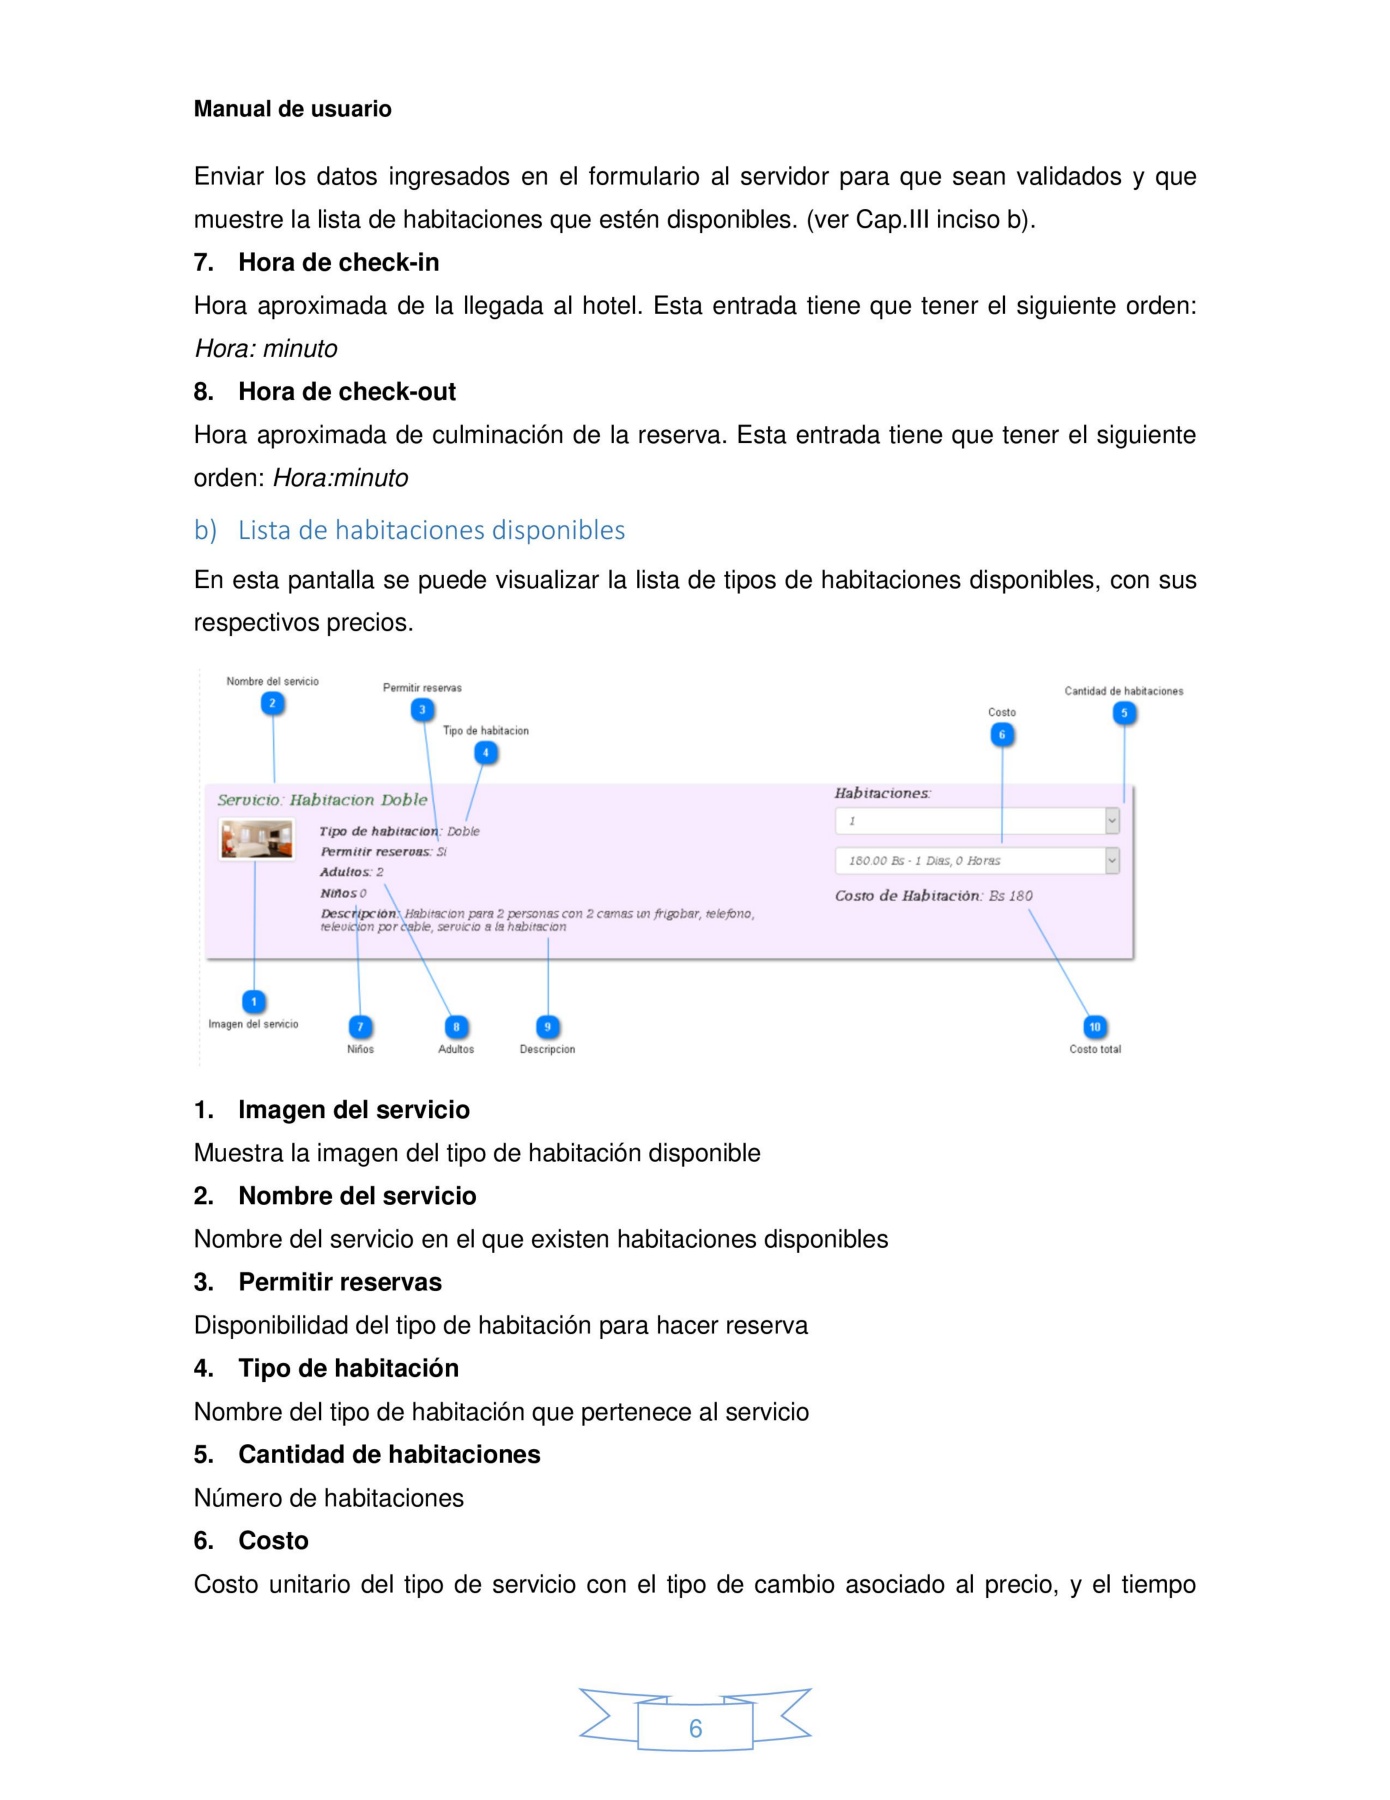 Manual de usuario
Enviar los datos ingresados en el formulario al servidor para que sean validados y que
muestre la lista de habitaciones que estén disponibles. (ver Cap.III inciso b).
7. Hora de check-in
Hora aproximada de la llegada al hotel. Esta entrada tiene que tener el siguiente orden:
Hora: minuto
8. Hora de check-out
Hora aproximada de culminación de la reserva. Esta entrada tiene que tener el siguiente
orden: Hora:minuto
b) Lista de habitaciones disponibles
En esta pantalla se puede visualizar la lista de tipos de habitaciones disponibles, con sus
respectivos precios.
Nombre del servicio
2
Permitir reservas
3
Tipo de habitacion
4
Costo
6
Cantidad de habitaciones
5
Servicio: Habitacion Doble
Tipo de habitacion: Doble
Permitir reservas: Si
Adultos: 2
Niños 0
Descripción: Habitacion para 2 personas con 2 camas un frigobar, telefono,
televicion por cable, servicio a la habitacion
Habitaciones:
1
180.00 Bs - 1 Dias, 0 Horas
Costo de Habitación: Bs 180
1
Imagen del servicio
7
Niños
8
Adultos
9
Descripcion
10
Costo total
1. Imagen del servicio
Muestra la imagen del tipo de habitación disponible
2. Nombre del servicio
Nombre del servicio en el que existen habitaciones disponibles
3. Permitir reservas
Disponibilidad del tipo de habitación para hacer reserva
4. Tipo de habitación
Nombre del tipo de habitación que pertenece al servicio
5. Cantidad de habitaciones
Número de habitaciones
6. Costo
Costo unitario del tipo de servicio con el tipo de cambio asociado al precio, y el tiempo
6